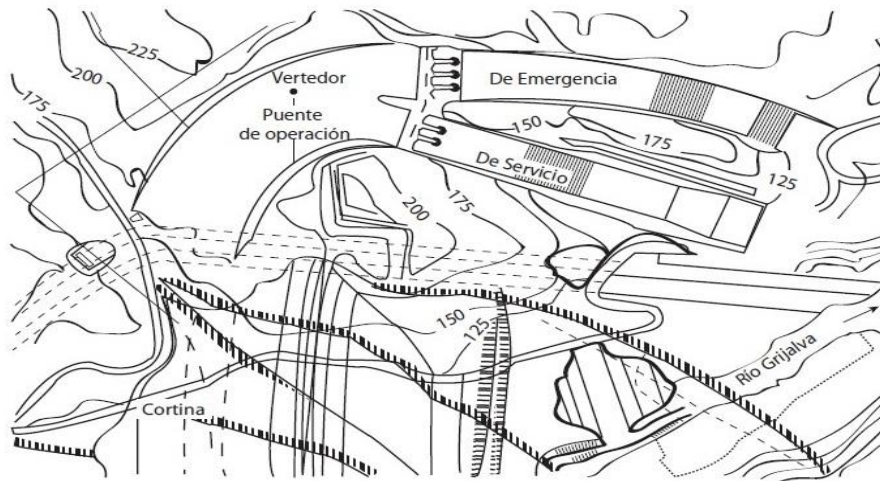 225
200
175
Vertedor
Puente
de operación
De Emergencia
150
175
De Servicio
125
175
200
150
125
Río Grijalva
Cortina